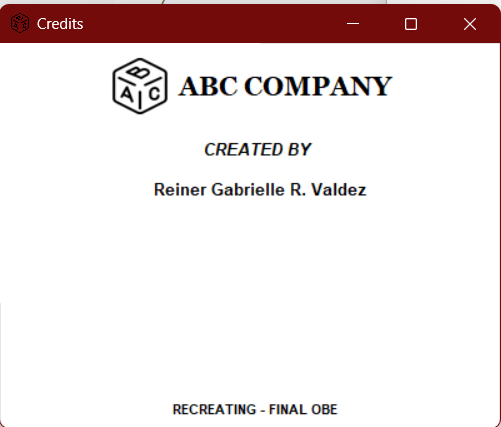 Credits
B
A C
ABC COMPANY
CREATED BY
Reiner Gabrielle R. Valdez
RECREATING - FINAL OBE